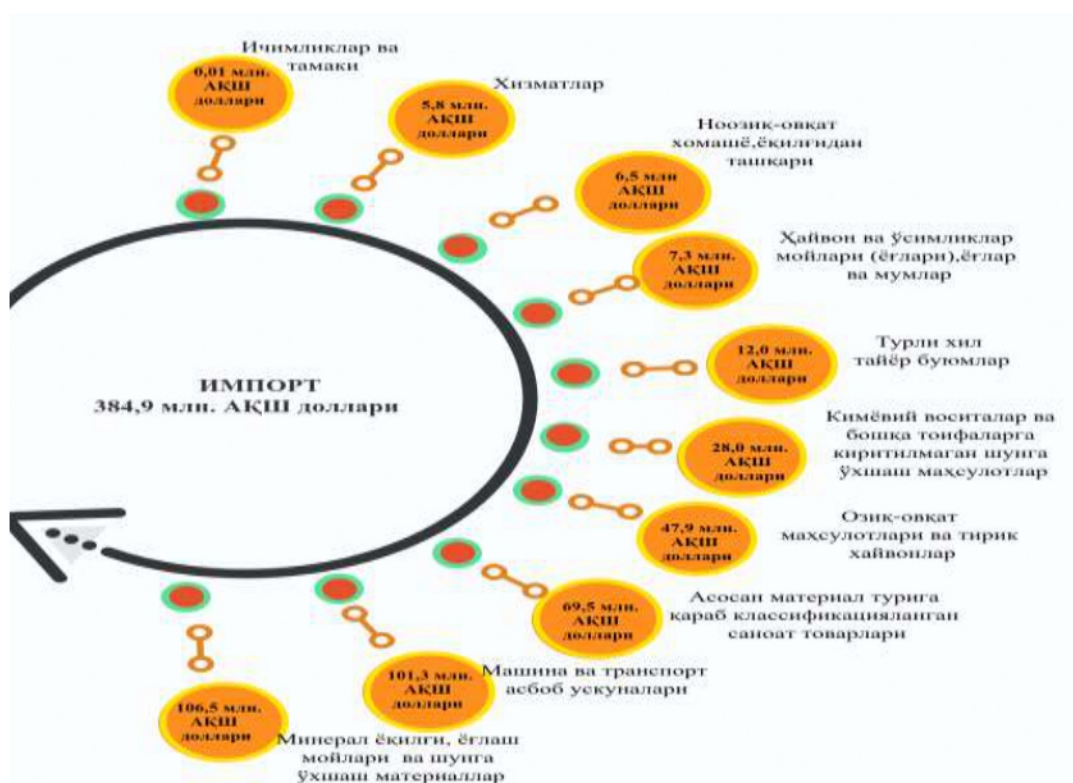 Ичимликлар ва
тамаки
0,01 млн.
АҚШ
доллари
Хизматлар
5,8 млн.
АҚШ
доллари
Ноозиқ-овқат
хомашё,ёқилғидан
ташқари
6,5 млн
АҚШ
доллари
Ҳайвон ва ўсимликлар
мойлари (ёғлари),ёғлар
ва мумлар
7,3 млн.
АҚШ
доллари
Турли хил
тайёр буюмлар
12,0 млн.
АҚШ
доллари
ИМПОРТ
384,9 млн. АҚШ доллари
Кимёвий воситалар ва
бошқа тоифаларга
киритилмаган шунга
ўхшаш маҳсулотлар
28,0 млн.
АҚШ
доллари
Озиқ-овқат
маҳсулотлари ва тирик
хайвонлар
47,9 млн.
АҚШ
доллари
Асосан материал турига
қараб классификацияланган
саноат товарлари
69,5 млн.
АҚШ
доллари
Машина ва транспорт
асбоб ускуналари
101,3 млн.
АҚШ
доллари
106,5 млн.
АҚШ
доллари
Минерал ёқилғи, ёғлаш
мойлари ва шунга
ўхшаш материаллар